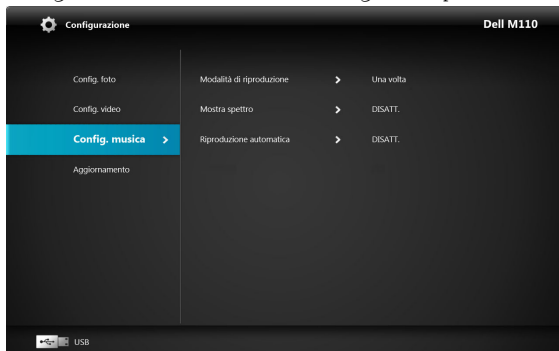 Configurazione Dell M110
Config. foto Modalità di riproduzione Una volta
Config. video Mostra spettro DISATT.
Config. musica Riproduzione automatica DISATT.
Aggiornamento
USB